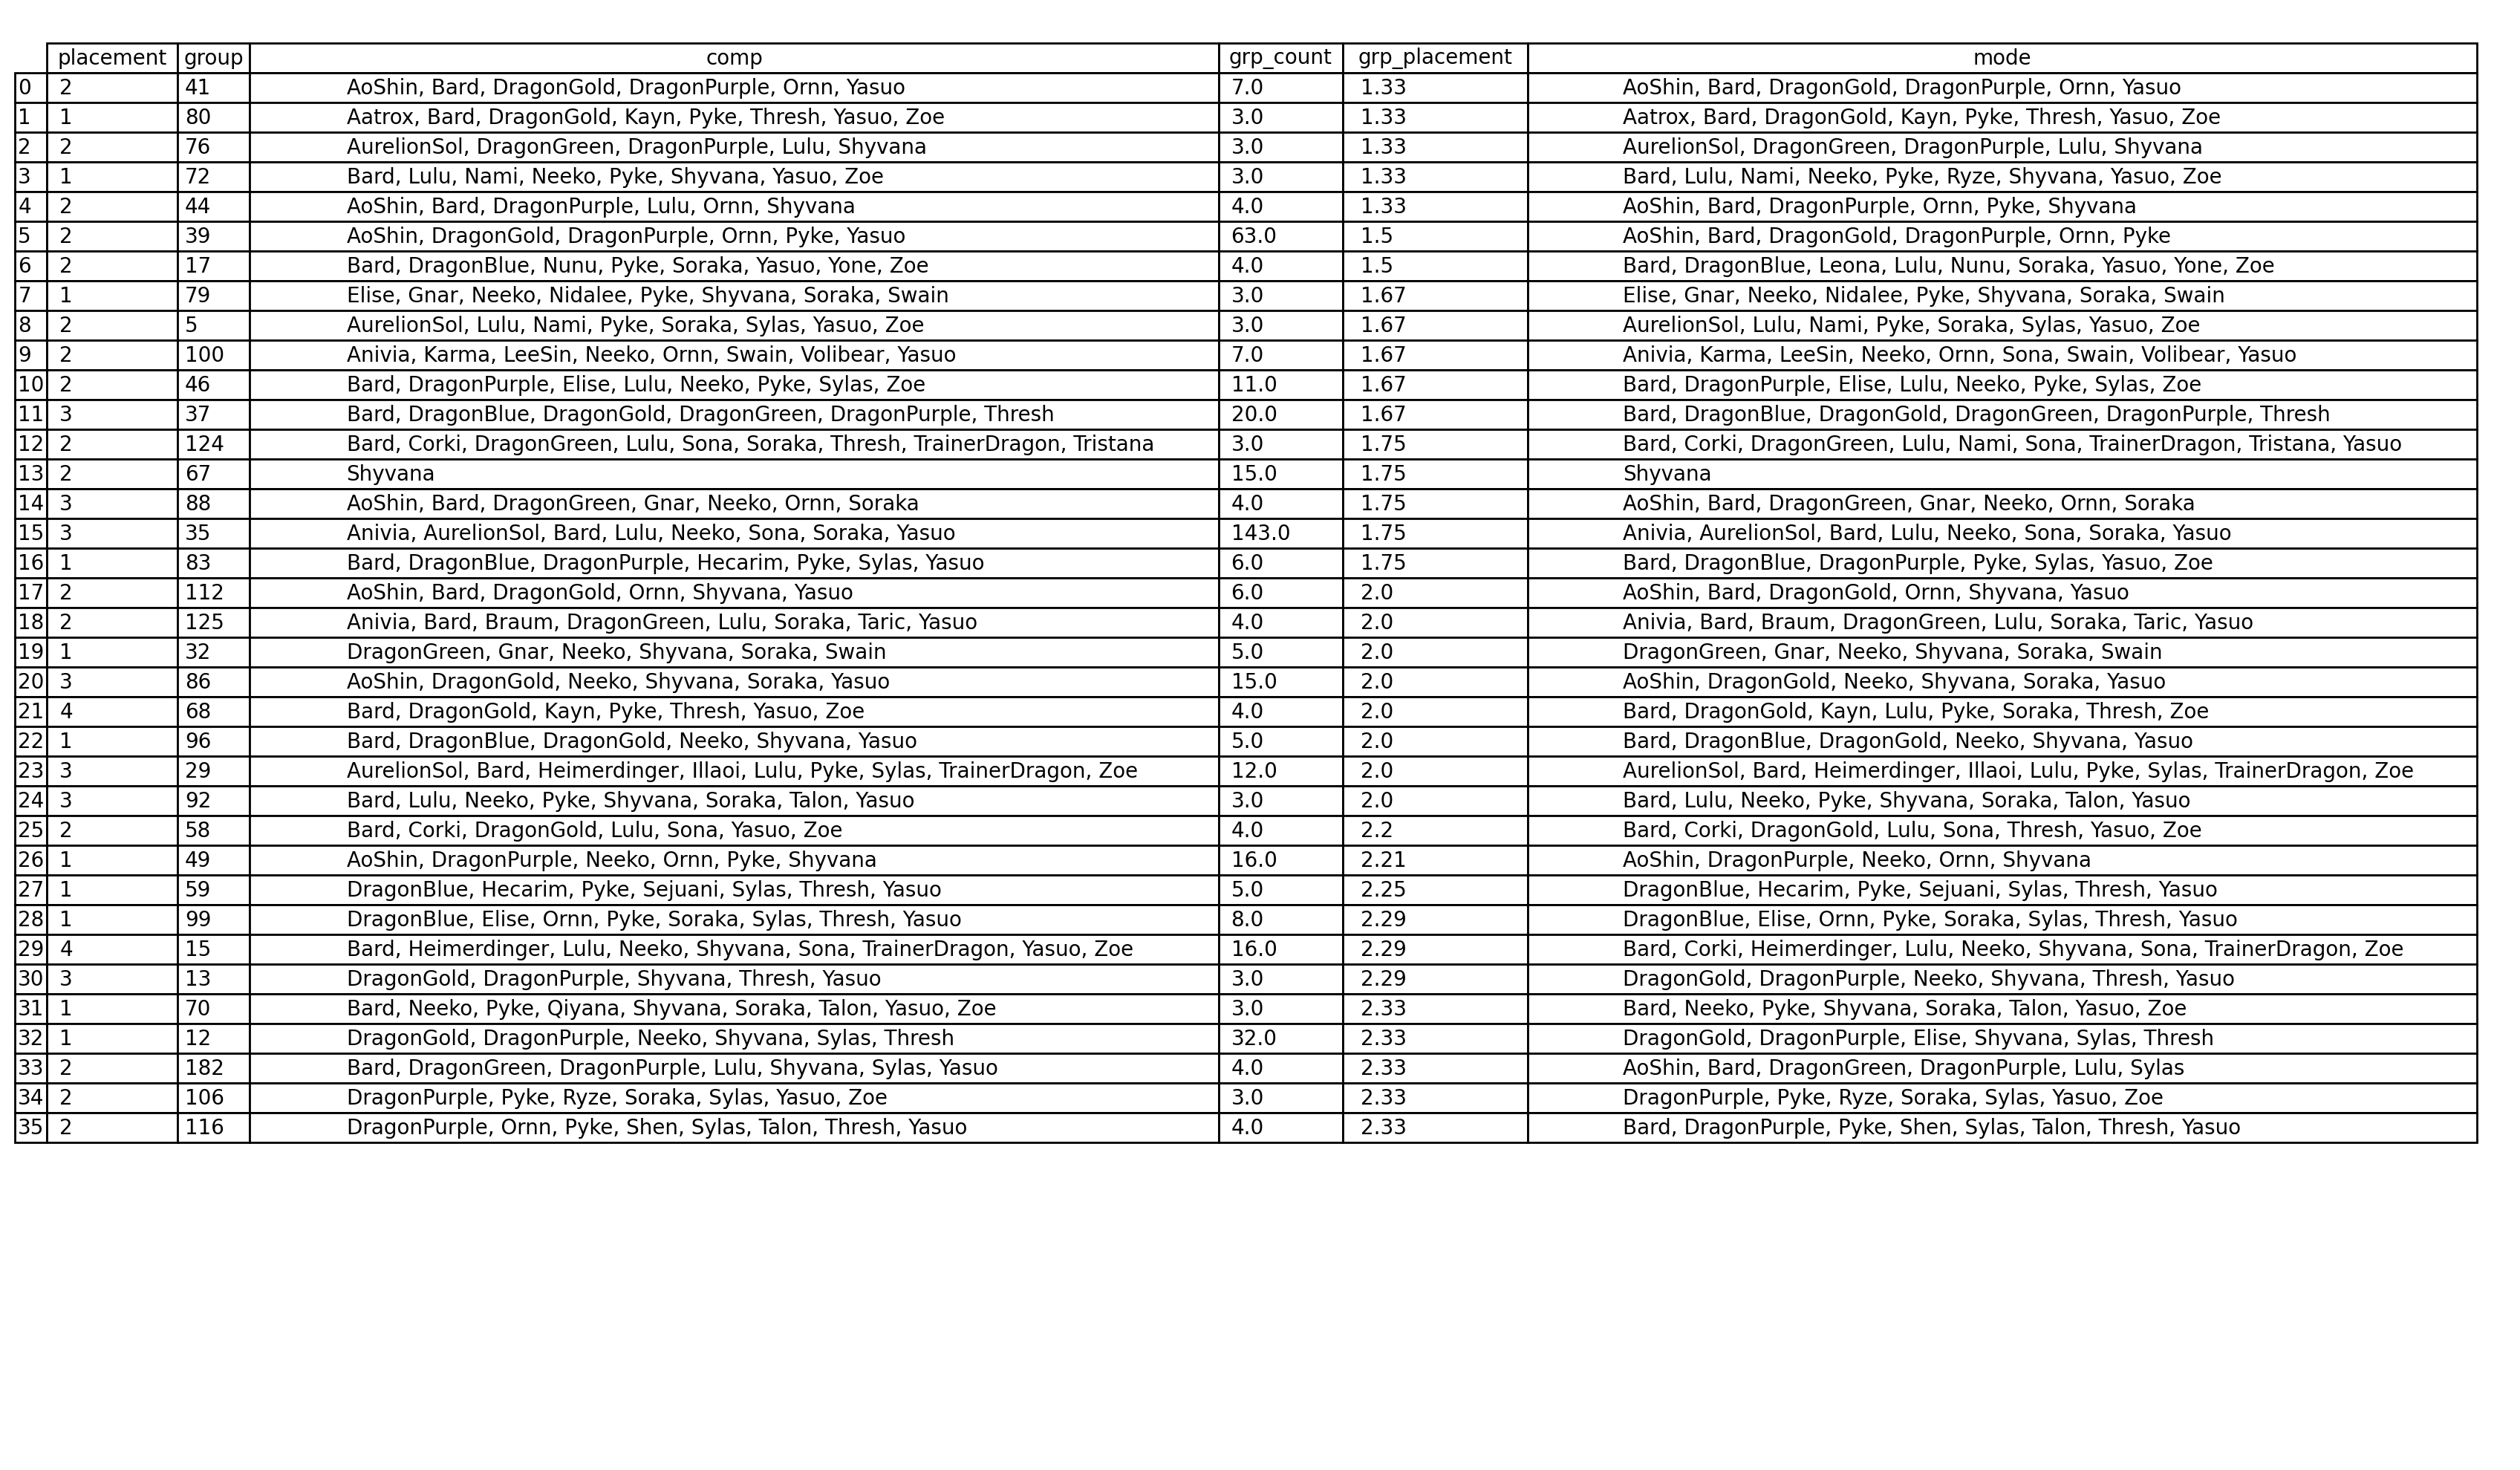 placement group comp grp_count grp_placement mode
0 2 41 AoShin, Bard, DragonGold, DragonPurple, Ornn, Yasuo 7.0 1.33 AoShin, Bard, DragonGold, DragonPurple, Ornn, Yasuo
1 1 80 Aatrox, Bard, DragonGold, Kayn, Pyke, Thresh, Yasuo, Zoe 3.0 1.33 Aatrox, Bard, DragonGold, Kayn, Pyke, Thresh, Yasuo, Zoe
2 2 76 AurelionSol, DragonGreen, DragonPurple, Lulu, Shyvana 3.0 1.33 AurelionSol, DragonGreen, DragonPurple, Lulu, Shyvana
3 1 72 Bard, Lulu, Nami, Neeko, Pyke, Shyvana, Yasuo, Zoe 3.0 1.33 Bard, Lulu, Nami, Neeko, Pyke, Ryze, Shyvana, Yasuo, Zoe
4 2 44 AoShin, Bard, DragonPurple, Lulu, Ornn, Shyvana 4.0 1.33 AoShin, Bard, DragonPurple, Ornn, Pyke, Shyvana
5 2 39 AoShin, DragonGold, DragonPurple, Ornn, Pyke, Yasuo 63.0 1.5 AoShin, Bard, DragonGold, DragonPurple, Ornn, Pyke
6 2 17 Bard, DragonBlue, Nunu, Pyke, Soraka, Yasuo, Yone, Zoe 4.0 1.5 Bard, DragonBlue, Leona, Lulu, Nunu, Soraka, Yasuo, Yone, Zoe
7 1 79 Elise, Gnar, Neeko, Nidalee, Pyke, Shyvana, Soraka, Swain 3.0 1.67 Elise, Gnar, Neeko, Nidalee, Pyke, Shyvana, Soraka, Swain
8 2 5 AurelionSol, Lulu, Nami, Pyke, Soraka, Sylas, Yasuo, Zoe 3.0 1.67 AurelionSol, Lulu, Nami, Pyke, Soraka, Sylas, Yasuo, Zoe
9 2 100 Anivia, Karma, LeeSin, Neeko, Ornn, Swain, Volibear, Yasuo 7.0 1.67 Anivia, Karma, LeeSin, Neeko, Ornn, Sona, Swain, Volibear, Yasuo
10 2 46 Bard, DragonPurple, Elise, Lulu, Neeko, Pyke, Sylas, Zoe 11.0 1.67 Bard, DragonPurple, Elise, Lulu, Neeko, Pyke, Sylas, Zoe
11 3 37 Bard, DragonBlue, DragonGold, DragonGreen, DragonPurple, Thresh 20.0 1.67 Bard, DragonBlue, DragonGold, DragonGreen, DragonPurple, Thresh
12 2 124 Bard, Corki, DragonGreen, Lulu, Sona, Soraka, Thresh, TrainerDragon, Tristana 3.0 1.75 Bard, Corki, DragonGreen, Lulu, Nami, Sona, TrainerDragon, Tristana, Yasuo
13 2 67 Shyvana 15.0 1.75 Shyvana
14 3 88 AoShin, Bard, DragonGreen, Gnar, Neeko, Ornn, Soraka 4.0 1.75 AoShin, Bard, DragonGreen, Gnar, Neeko, Ornn, Soraka
15 3 35 Anivia, AurelionSol, Bard, Lulu, Neeko, Sona, Soraka, Yasuo 143.0 1.75 Anivia, AurelionSol, Bard, Lulu, Neeko, Sona, Soraka, Yasuo
16 1 83 Bard, DragonBlue, DragonPurple, Hecarim, Pyke, Sylas, Yasuo 6.0 1.75 Bard, DragonBlue, DragonPurple, Pyke, Sylas, Yasuo, Zoe
17 2 112 AoShin, Bard, DragonGold, Ornn, Shyvana, Yasuo 6.0 2.0 AoShin, Bard, DragonGold, Ornn, Shyvana, Yasuo
18 2 125 Anivia, Bard, Braum, DragonGreen, Lulu, Soraka, Taric, Yasuo 4.0 2.0 Anivia, Bard, Braum, DragonGreen, Lulu, Soraka, Taric, Yasuo
19 1 32 DragonGreen, Gnar, Neeko, Shyvana, Soraka, Swain 5.0 2.0 DragonGreen, Gnar, Neeko, Shyvana, Soraka, Swain
20 3 86 AoShin, DragonGold, Neeko, Shyvana, Soraka, Yasuo 15.0 2.0 AoShin, DragonGold, Neeko, Shyvana, Soraka, Yasuo
21 4 68 Bard, DragonGold, Kayn, Pyke, Thresh, Yasuo, Zoe 4.0 2.0 Bard, DragonGold, Kayn, Lulu, Pyke, Soraka, Thresh, Zoe
22 1 96 Bard, DragonBlue, DragonGold, Neeko, Shyvana, Yasuo 5.0 2.0 Bard, DragonBlue, DragonGold, Neeko, Shyvana, Yasuo
23 3 29 AurelionSol, Bard, Heimerdinger, Illaoi, Lulu, Pyke, Sylas, TrainerDragon, Zoe 12.0 2.0 AurelionSol, Bard, Heimerdinger, Illaoi, Lulu, Pyke, Sylas, TrainerDragon, Zoe
24 3 92 Bard, Lulu, Neeko, Pyke, Shyvana, Soraka, Talon, Yasuo 3.0 2.0 Bard, Lulu, Neeko, Pyke, Shyvana, Soraka, Talon, Yasuo
25 2 58 Bard, Corki, DragonGold, Lulu, Sona, Yasuo, Zoe 4.0 2.2 Bard, Corki, DragonGold, Lulu, Sona, Thresh, Yasuo, Zoe
26 1 49 AoShin, DragonPurple, Neeko, Ornn, Pyke, Shyvana 16.0 2.21 AoShin, DragonPurple, Neeko, Ornn, Shyvana
27 1 59 DragonBlue, Hecarim, Pyke, Sejuani, Sylas, Thresh, Yasuo 5.0 2.25 DragonBlue, Hecarim, Pyke, Sejuani, Sylas, Thresh, Yasuo
28 1 99 DragonBlue, Elise, Ornn, Pyke, Soraka, Sylas, Thresh, Yasuo 8.0 2.29 DragonBlue, Elise, Ornn, Pyke, Soraka, Sylas, Thresh, Yasuo
29 4 15 Bard, Heimerdinger, Lulu, Neeko, Shyvana, Sona, TrainerDragon, Yasuo, Zoe 16.0 2.29 Bard, Corki, Heimerdinger, Lulu, Neeko, Shyvana, Sona, TrainerDragon, Zoe
30 3 13 DragonGold, DragonPurple, Shyvana, Thresh, Yasuo 3.0 2.29 DragonGold, DragonPurple, Neeko, Shyvana, Thresh, Yasuo
31 1 70 Bard, Neeko, Pyke, Qiyana, Shyvana, Soraka, Talon, Yasuo, Zoe 3.0 2.33 Bard, Neeko, Pyke, Shyvana, Soraka, Talon, Yasuo, Zoe
32 1 12 DragonGold, DragonPurple, Neeko, Shyvana, Sylas, Thresh 32.0 2.33 DragonGold, DragonPurple, Elise, Shyvana, Sylas, Thresh
33 2 182 Bard, DragonGreen, DragonPurple, Lulu, Shyvana, Sylas, Yasuo 4.0 2.33 AoShin, Bard, DragonGreen, DragonPurple, Lulu, Sylas
34 2 106 DragonPurple, Pyke, Ryze, Soraka, Sylas, Yasuo, Zoe 3.0 2.33 DragonPurple, Pyke, Ryze, Soraka, Sylas, Yasuo, Zoe
35 2 116 DragonPurple, Ornn, Pyke, Shen, Sylas, Talon, Thresh, Yasuo 4.0 2.33 Bard, DragonPurple, Pyke, Shen, Sylas, Talon, Thresh, Yasuo